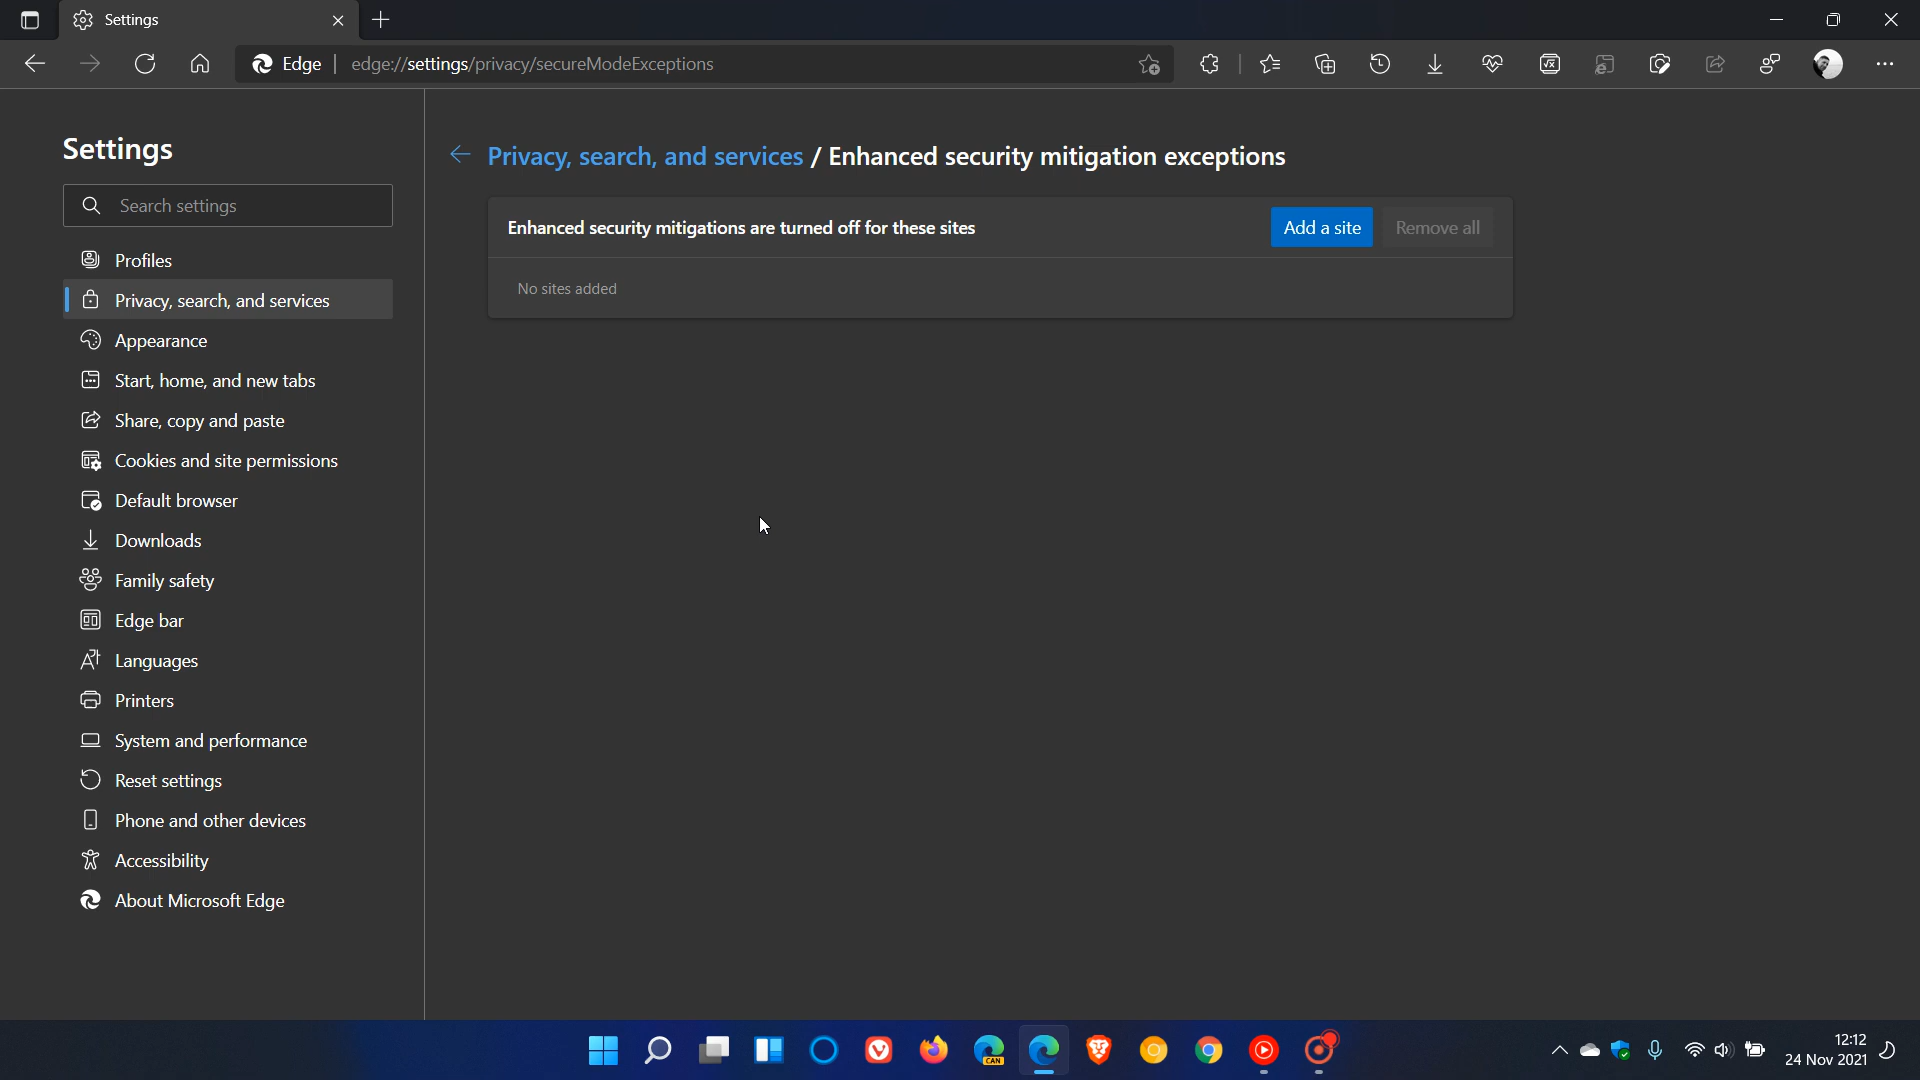 Settings
Edge
edge://settings/privacy/secureModeExceptions
Settings
Search settings
Profiles
Privacy, search, and services
Appearance
Start, home, and new tabs
Share, copy and paste
Cookies and site permissions
Default browser
Downloads
Family safety
Edge bar
Languages
Printers
System and performance
Reset settings
Phone and other devices
Accessibility
About Microsoft Edge
Privacy, search, and services / Enhanced security mitigation exceptions
Enhanced security mitigations are turned off for these sites
Add a site
Remove all
No sites added
CAN
12:12
24 Nov 2021